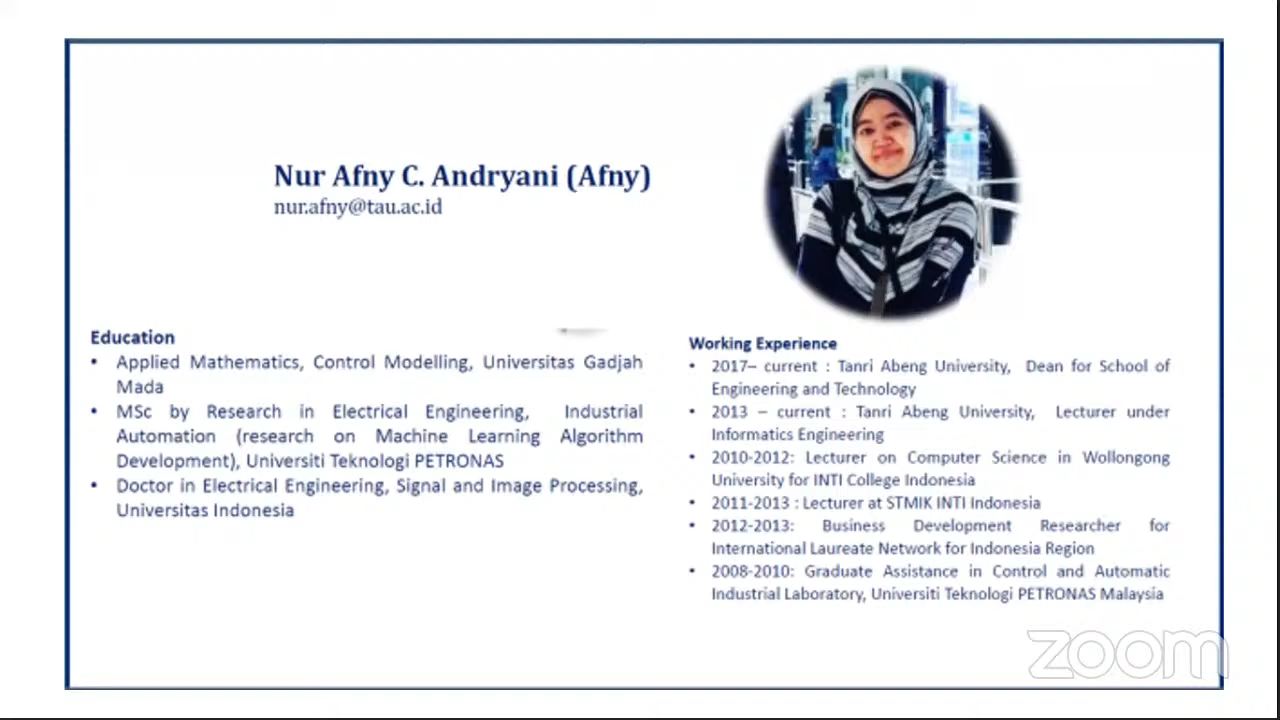 Nur Afny C. Andryani (Afny)
nur.afny@tau.ac.id
Education
• Applied Mathematics, Control Modelling, Universitas Gadjah
Mada
• MSc by Research in Electrical Engineering, Industrial
Automation (research on Machine Learning Algorithm
Development), Universiti Teknologi PETRONAS
• Doctor in Electrical Engineering, Signal and Image Processing,
Universitas Indonesia
Working Experience
• 2017– current : Tanri Abeng University, Dean for School of
Engineering and Technology
• 2013 – current : Tanri Abeng University, Lecturer under
Informatics Engineering
• 2010-2012: Lecturer on Computer Science in Wollongong
University for INTI College Indonesia
• 2011-2013 : Lecturer at STMIK INTI Indonesia
• 2012-2013: Business Development Researcher for
International Laureate Network for Indonesia Region
• 2008-2010: Graduate Assistance in Control and Automatic
Industrial Laboratory, Universiti Teknologi PETRONAS Malaysia
zoom